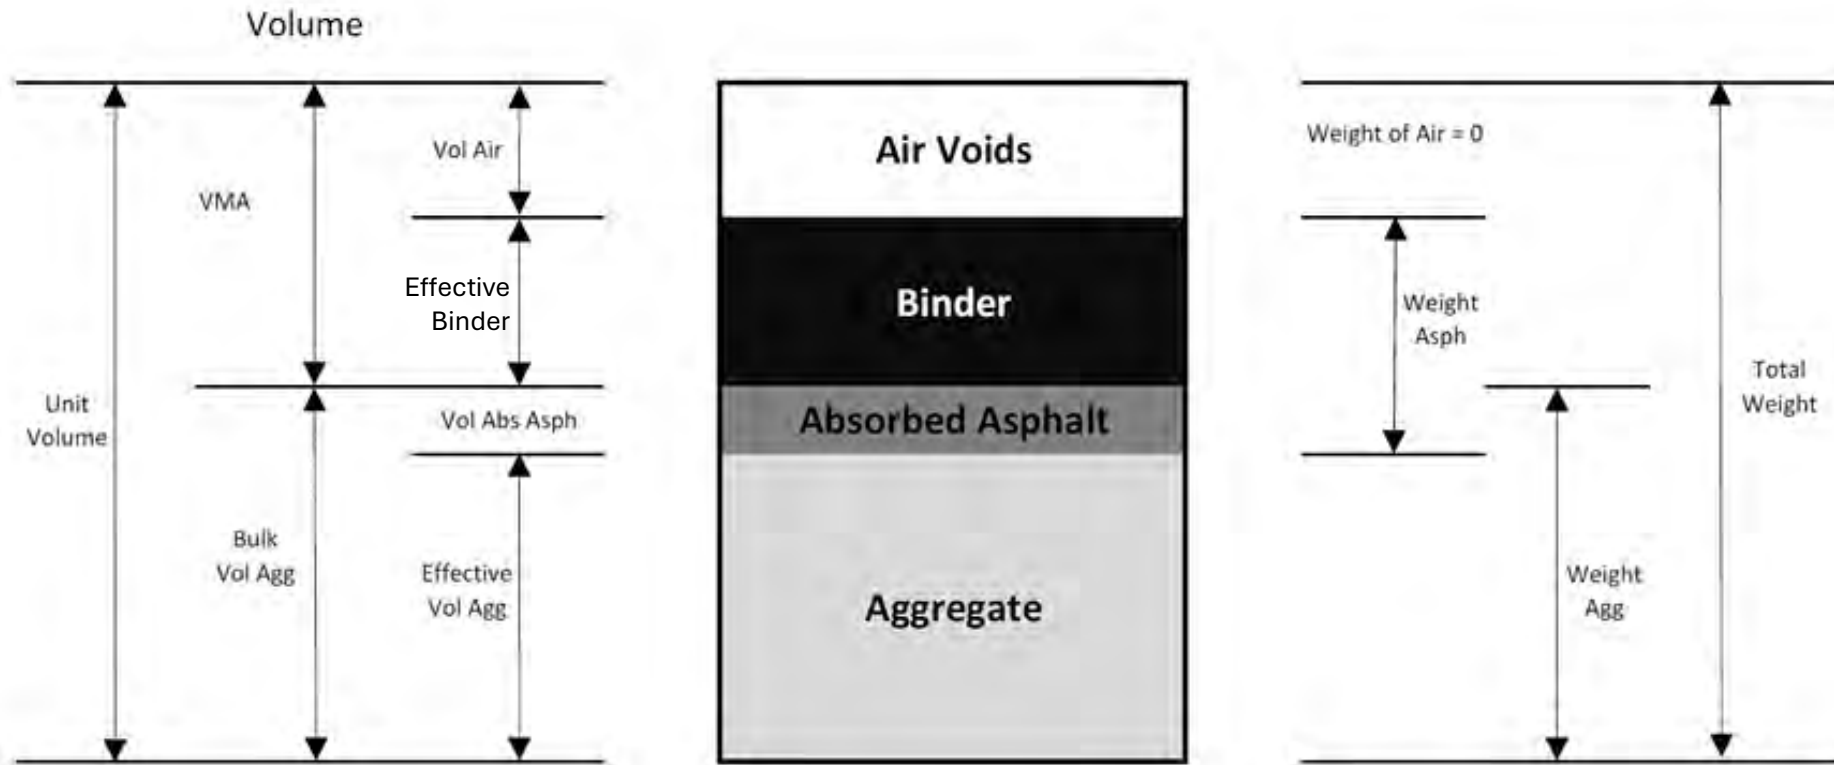 Volume
Vol Air
VMA
Effective
Binder
Unit
Volume
Vol Abs Asph
Bulk
Vol Agg
Effective
Vol Agg
Air Voids
Binder
Absorbed Asphalt
Aggregate
Weight of Air = 0
Weight
Asph
Total
Weight
Weight
Agg